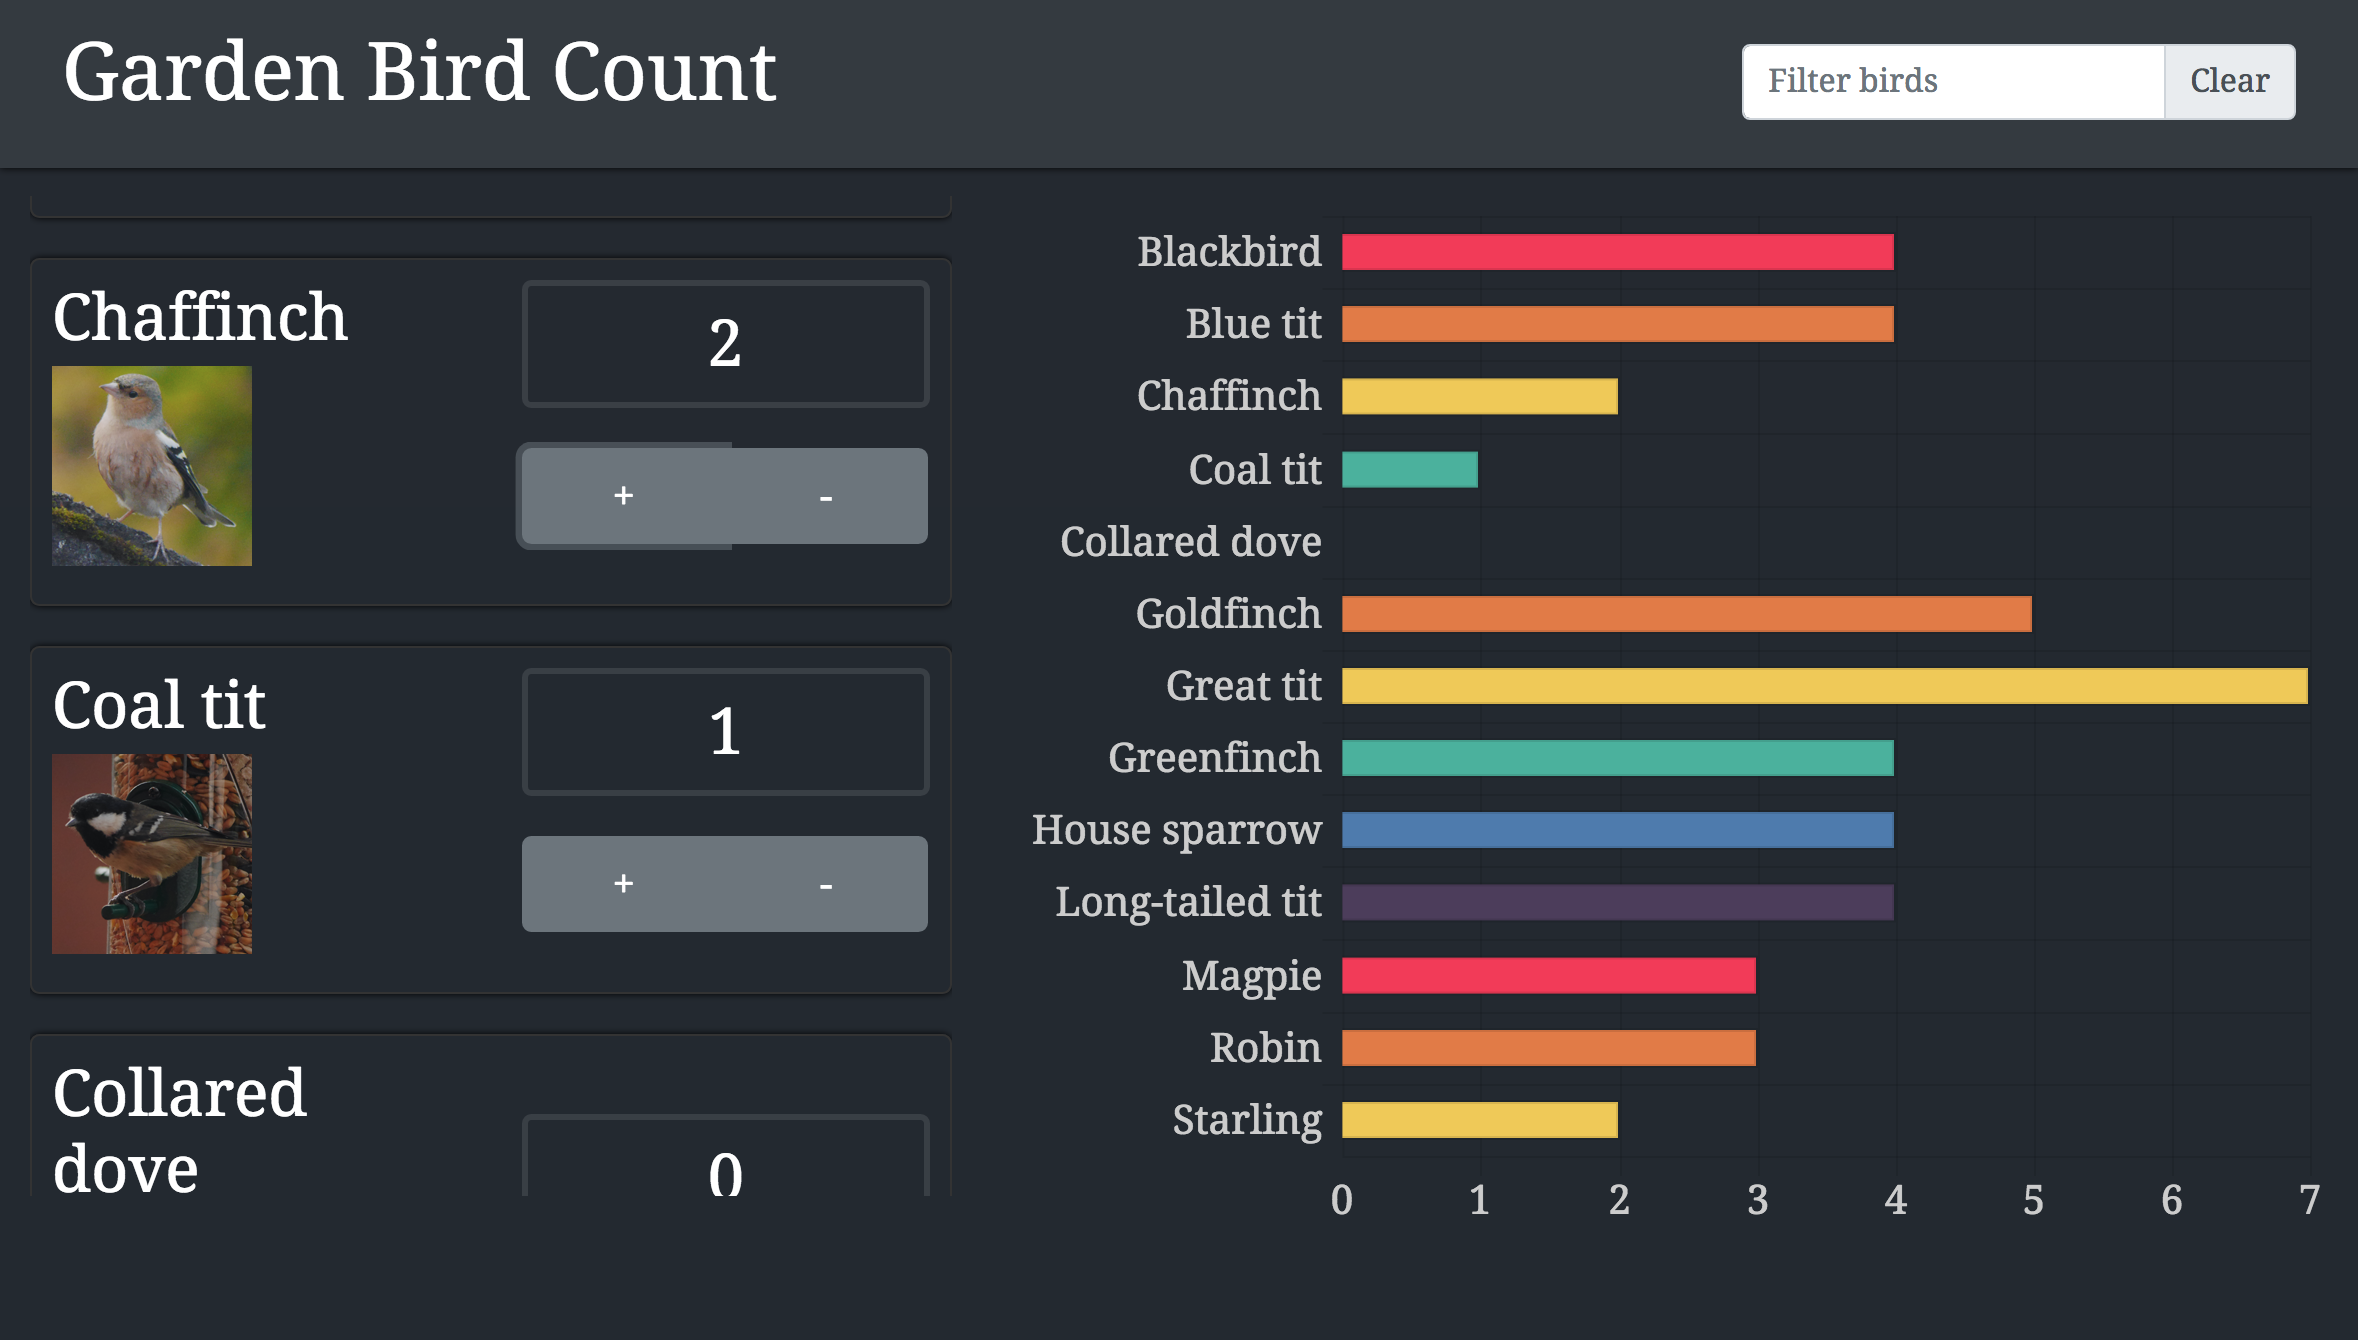 Garden Bird Count
Filter birds
Clear
Chaffinch
2
+ -
Coal tit
1
+ -
Collared
dove
0
Blackbird
Blue tit
Chaffinch
Coal tit
Collared dove
Goldfinch
Great tit
Greenfinch
House sparrow
Long-tailed tit
Magpie
Robin
Starling
0 1 2 3 4 5 6 7